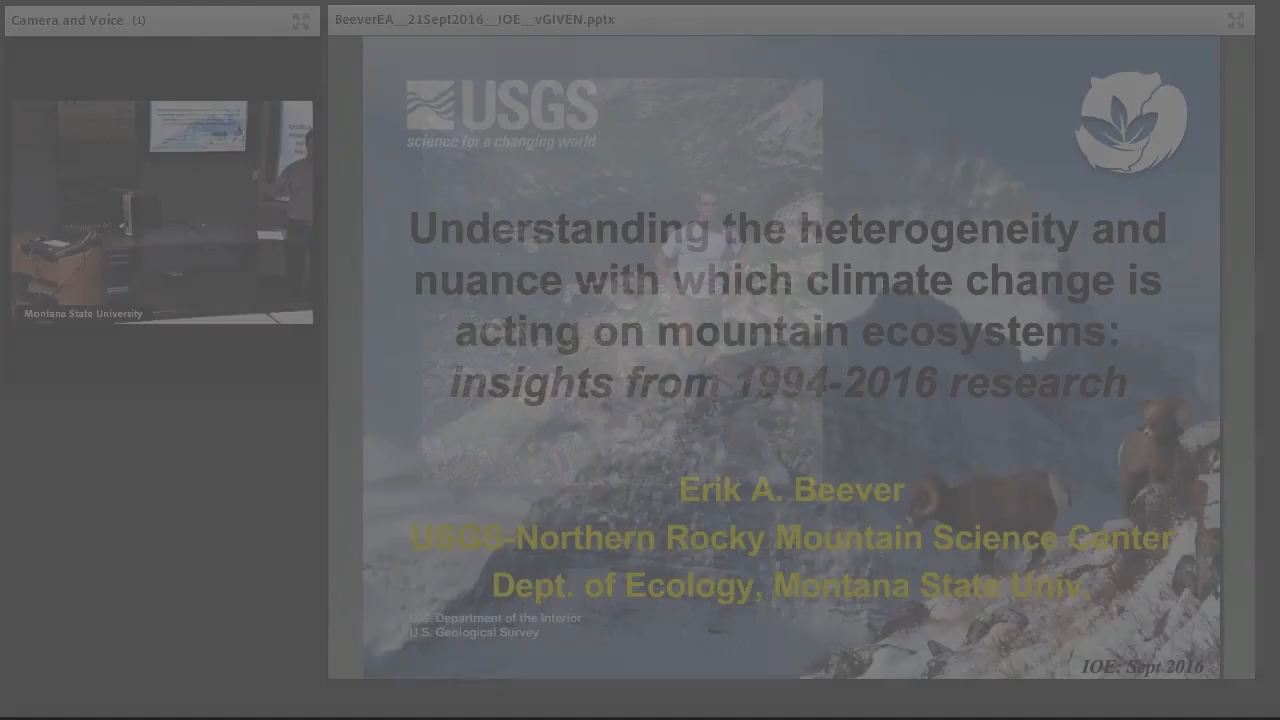 Camera and Voice (1)
BeeverEA__21Sept2016__IOE__vGIVEN.pptx
USGS
science for a changing world
Understanding the heterogeneity and
nuance with which climate change is
acting on mountain ecosystems:
insights from 1994-2016 research
Erik A. Beever
USGS-Northern Rocky Mountain Science Center
Dept. of Ecology, Montana State Univ.
U.S. Department of the Interior
U.S. Geological Survey
IOE: Sept 2016
Montana State University